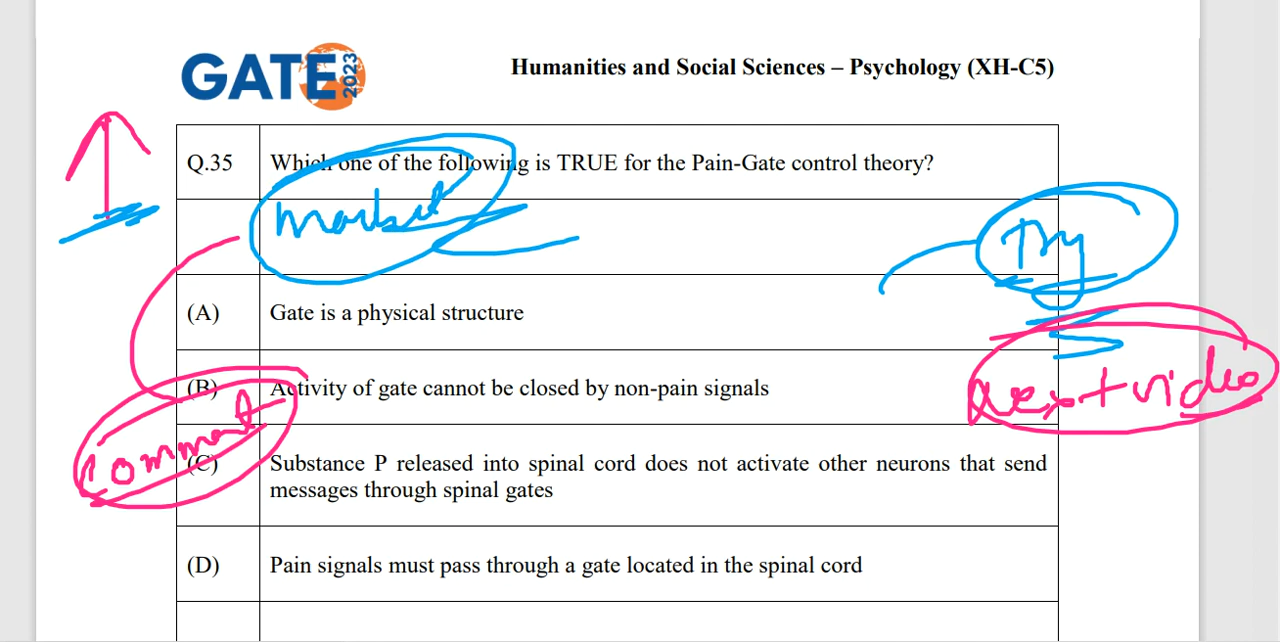 GATE 2023
Humanities and Social Sciences – Psychology (XH-C5)
Q.35 Which one of the following is TRUE for the Pain-Gate control theory?
Try
(A) Gate is a physical structure
next video
(B) Activity of gate cannot be closed by non-pain signals
Comment
(C) Substance P released into spinal cord does not activate other neurons that send
messages through spinal gates
(D) Pain signals must pass through a gate located in the spinal cord